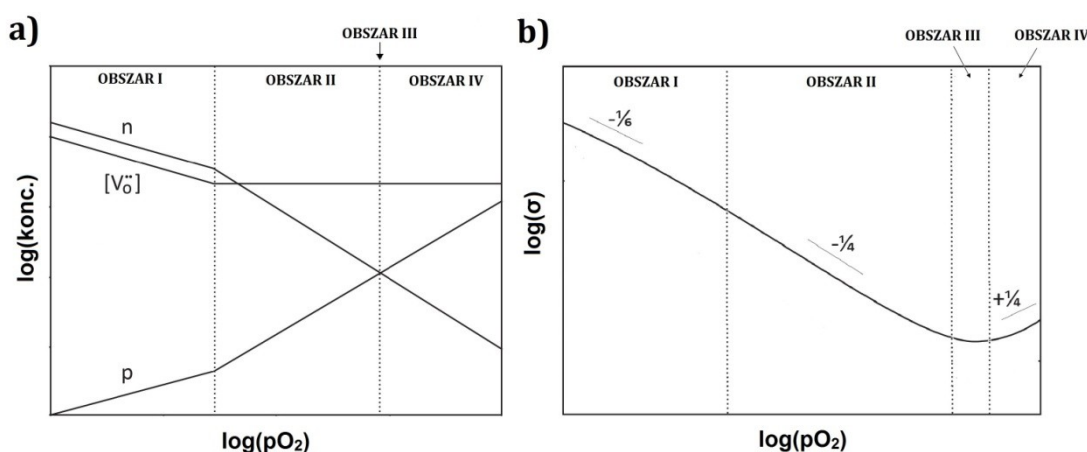 a)
OBSZAR III
OBSZAR I
OBSZAR II
OBSZAR IV
n
[V_O^••]
p
log(konc.)
log(pO₂)
b)
OBSZAR III
OBSZAR IV
OBSZAR I
OBSZAR II
-⅙
-¼
+¼
log(σ)
log(pO₂)